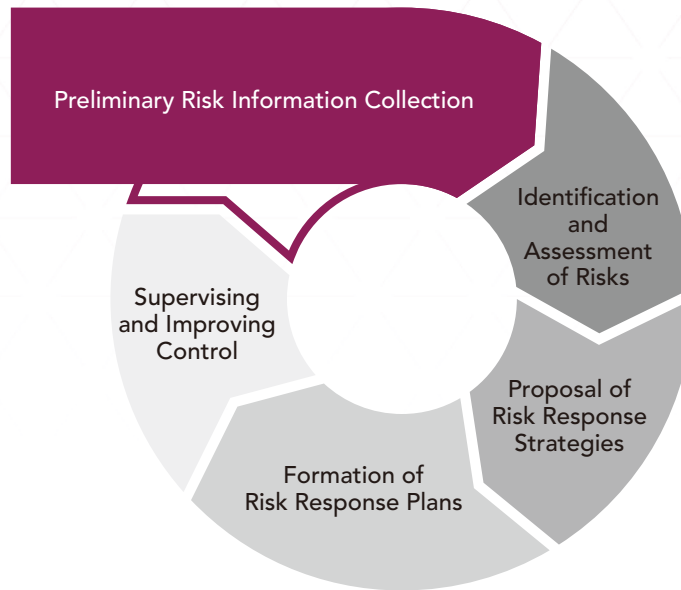 Preliminary Risk Information Collection
Identification
and
Assessment
of Risks
Proposal of
Risk Response
Strategies
Formation of
Risk Response Plans
Supervising
and Improving
Control